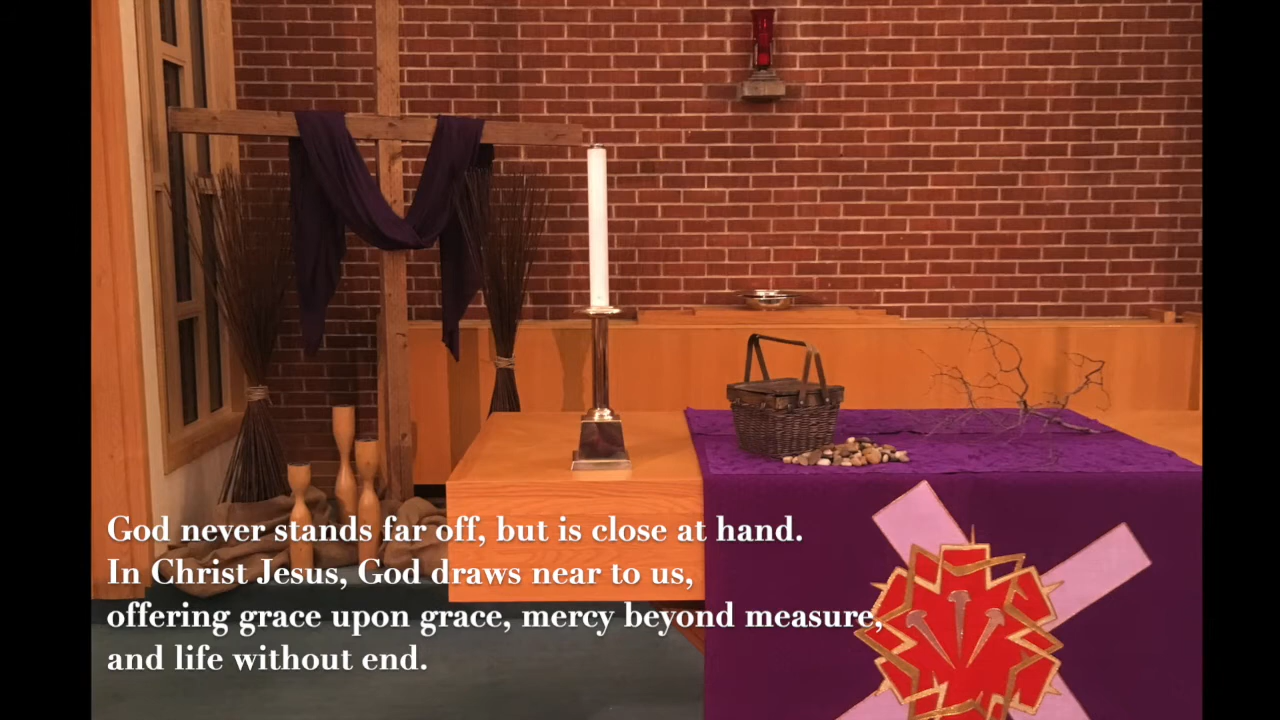 God never stands far off, but is close at hand.
In Christ Jesus, God draws near to us,
offering grace upon grace, mercy beyond measure,
and life without end.